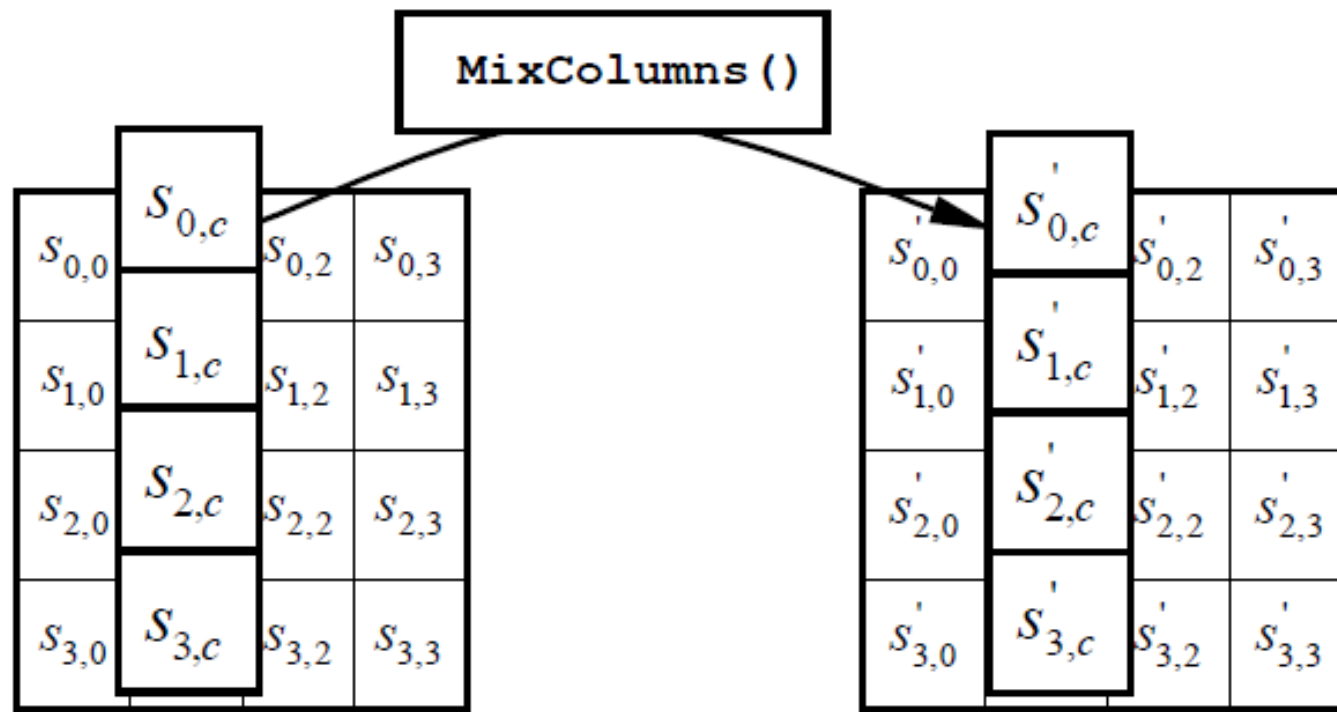 MixColumns()
S0,c S'0,c
S0,0 S0,2 S0,3 S'0,0 S'0,2 S'0,3
S1,c S'1,c
S1,0 S1,2 S1,3 S'1,0 S'1,2 S'1,3
S2,c S'2,c
S2,0 S2,2 S2,3 S'2,0 S'2,2 S'2,3
S3,c S'3,c
S3,0 S3,2 S3,3 S'3,0 S'3,2 S'3,3